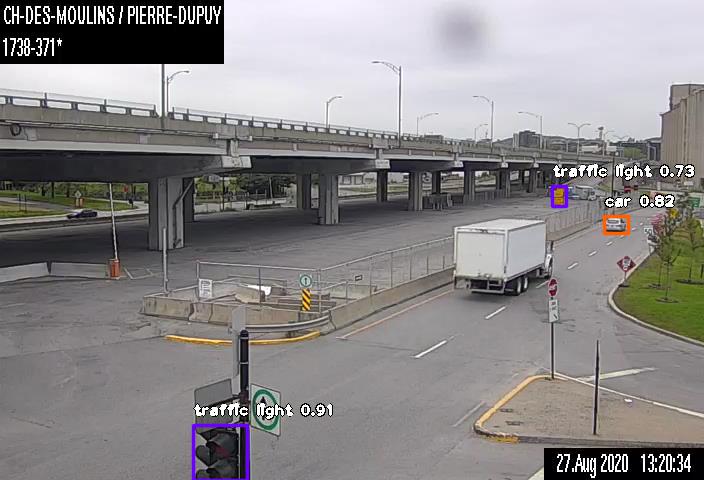 CH-DES-MOULINS / PIERRE-DUPUY
1738-371*
traffic light 0.73
car 0.82
traffic light 0.91
27.Aug 2020 13:20:34